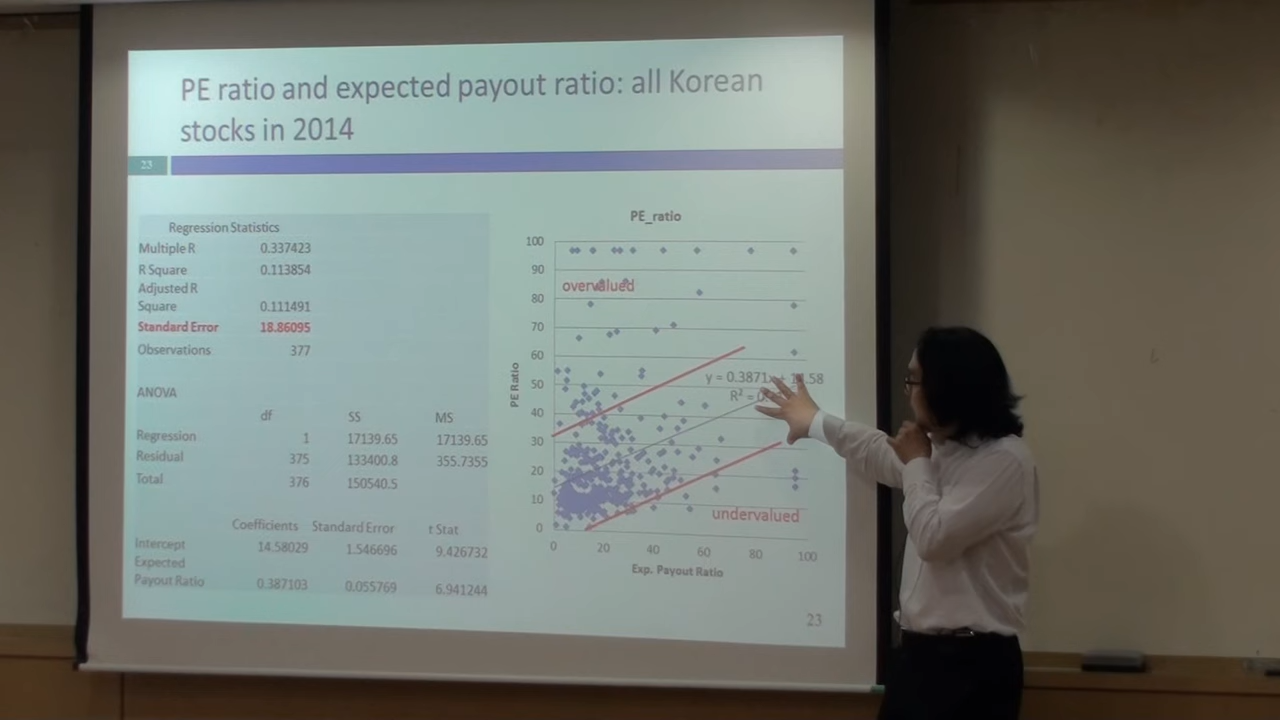 PE ratio and expected payout ratio: all Korean
stocks in 2014
23
Regression Statistics
Multiple R 0.337423
R Square 0.113854
Adjusted R
Square 0.111491
Standard Error 18.86095
Observations 377
ANOVA
df SS MS
Regression 1 17139.65 17139.65
Residual 375 133400.8 355.7355
Total 376 150540.5
Coefficients Standard Error t Stat
Intercept 14.58029 1.546696 9.426732
Expected
Payout Ratio 0.387103 0.055769 6.941244
PE_ratio
100
90
overvalued
80
70
60
50
y = 0.3871x
R² =
40
30
20
10
0
PE Ratio
undervalued
0 20 40 60 80 100
Exp. Payout Ratio
23